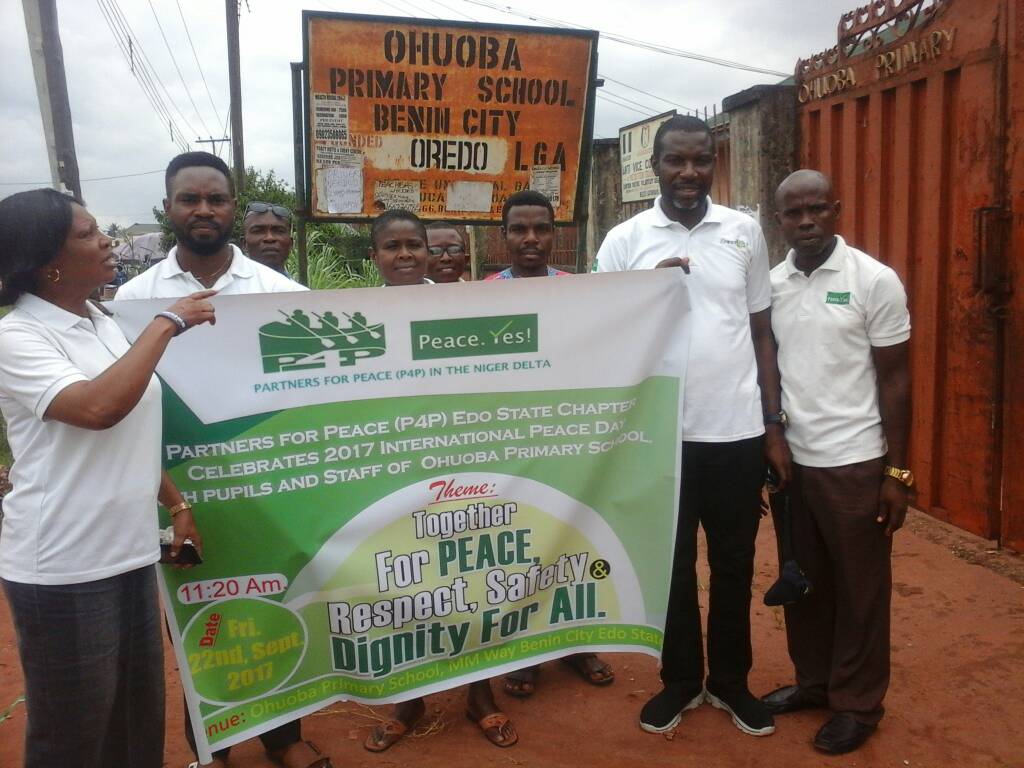 OHUOBA
PRIMARY SCHOOL
BENIN CITY
OREDO LGA
OHUOBA PRIMARY
P4P
Peace. Yes!
PARTNERS FOR PEACE (P4P) IN THE NIGER DELTA
PARTNERS FOR PEACE (P4P) EDO STATE CHAPTER
CELEBRATES 2017 INTERNATIONAL PEACE DAY
H PUPILS AND STAFF OF OHUOBA PRIMARY SCHOOL,
Theme:
Together
For PEACE,
Respect, Safety &
Dignity For All.
11:20 Am
Date
Fri.
22nd, Sept.
2017
nue: Ohuoba Primary School, MM Way Benin City Edo State